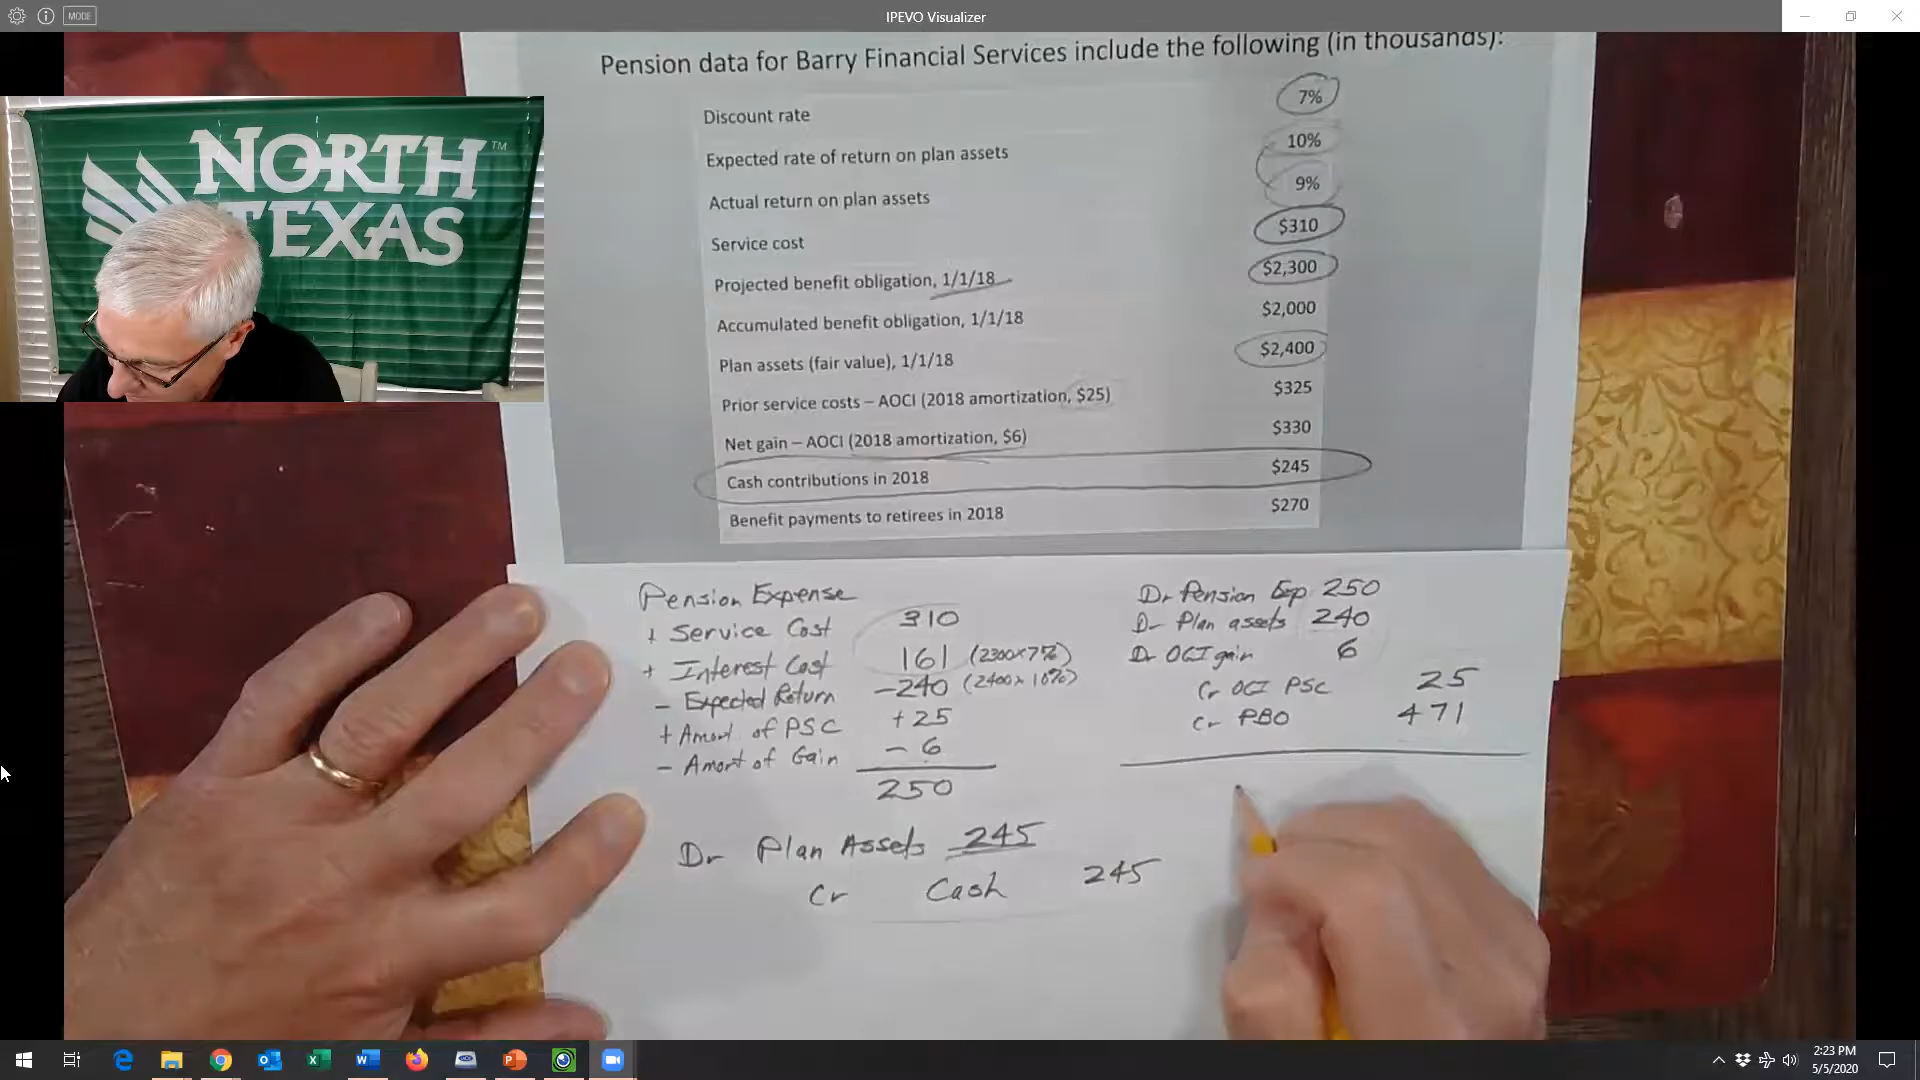 MODE
IPEVO Visualizer
NORTH TEXAS™
Pension data for Barry Financial Services include the following (in thousands):
Discount rate 7%
Expected rate of return on plan assets 10%
Actual return on plan assets 9%
Service cost $310
Projected benefit obligation, 1/1/18 $2,300
Accumulated benefit obligation, 1/1/18 $2,000
Plan assets (fair value), 1/1/18 $2,400
Prior service costs – AOCI (2018 amortization, $25) $325
Net gain – AOCI (2018 amortization, $6) $330
Cash contributions in 2018 $245
Benefit payments to retirees in 2018 $270
Pension Expense
+ Service Cost 310
+ Interest Cost 161 (2300x7%)
- Expected Return -240 (2400x10%)
+ Amort of PSC +25
- Amort of Gain - 6
250
Dr Plan Assets 245
Cr Cash 245
Dr Pension Exp 250
Dr Plan assets 240
Dr OCI gain 6
Cr OCI PSC 25
Cr PBO 471
2:23 PM
5/5/2020